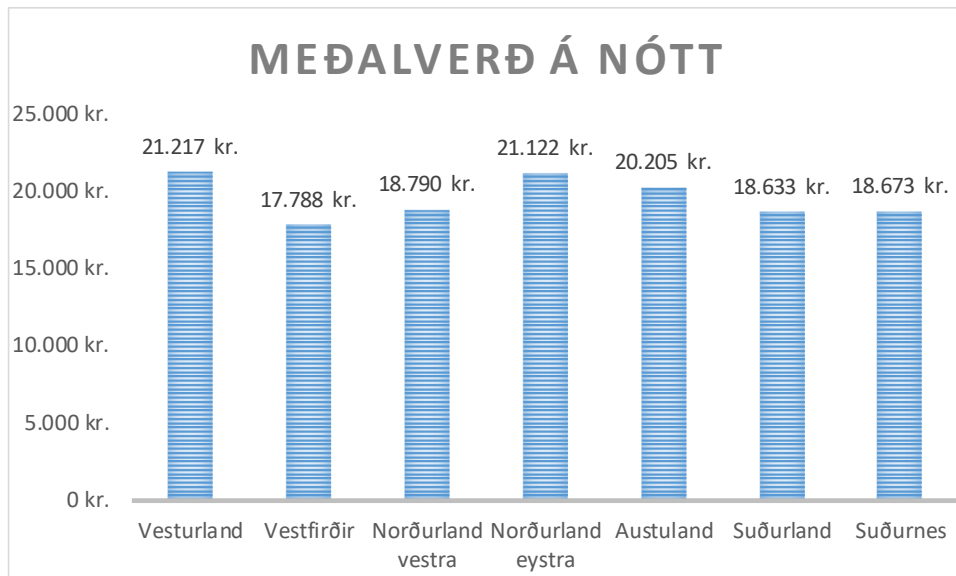 MEÐALVERÐ Á NÓTT
25.000 kr.
20.000 kr.
15.000 kr.
10.000 kr.
5.000 kr.
0 kr.
21.217 kr.
17.788 kr.
18.790 kr.
21.122 kr.
20.205 kr.
18.633 kr.
18.673 kr.
Vesturland
Vestfirðir
Norðurland
vestra
Norðurland
eystra
Austuland
Suðurland
Suðurnes